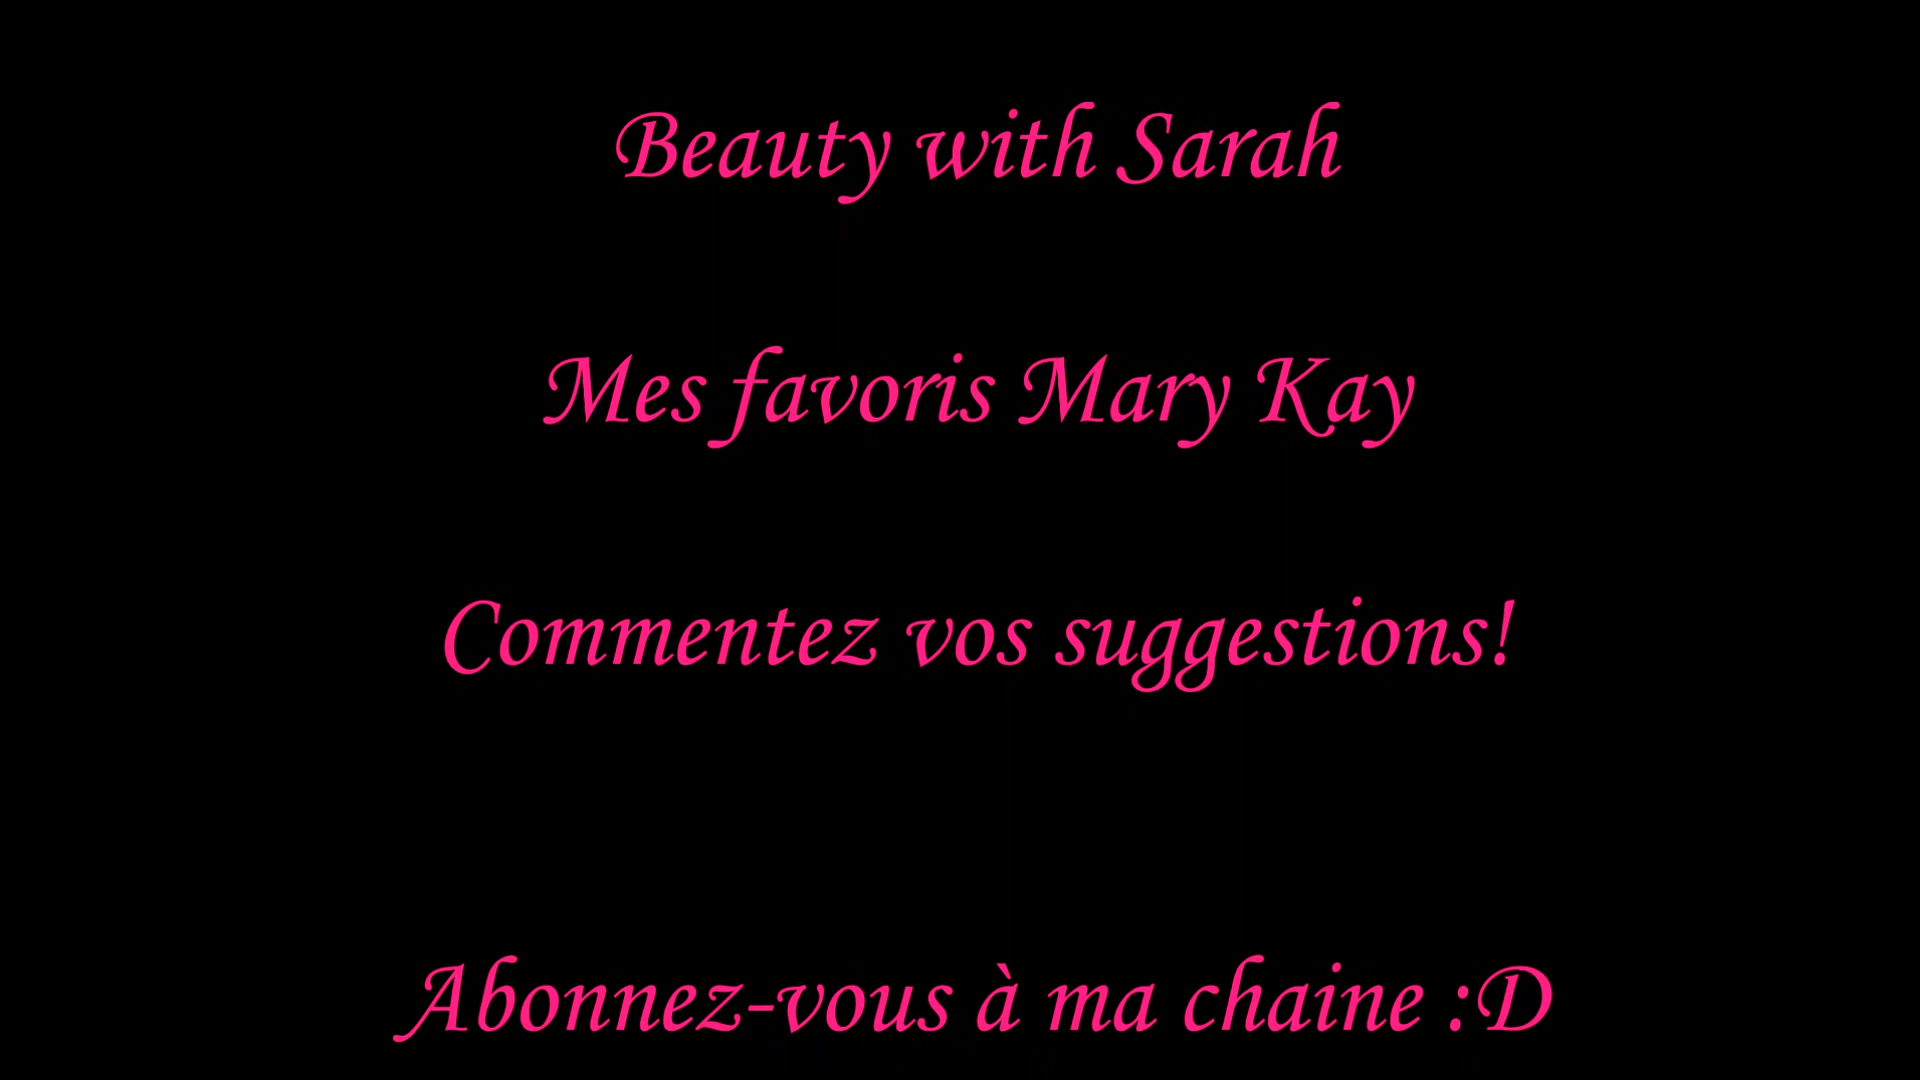 Beauty with Sarah
Mes favoris Mary Kay
Commentez vos suggestions!
Abonnez-vous à ma chaine :D